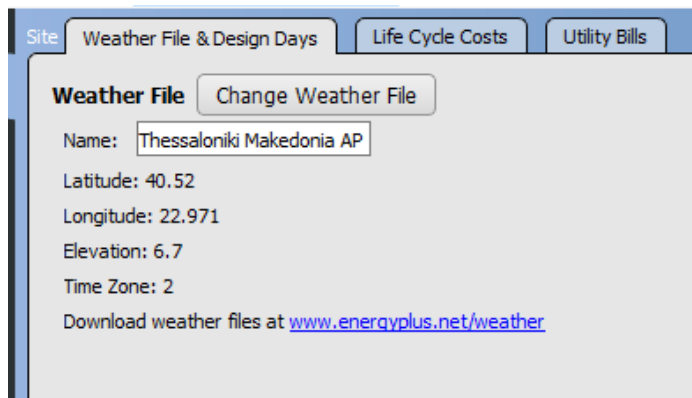 Site Weather File & Design Days Life Cycle Costs Utility Bills
Weather File Change Weather File
Name: Thessaloniki Makedonia AP
Latitude: 40.52
Longitude: 22.971
Elevation: 6.7
Time Zone: 2
Download weather files at www.energyplus.net/weather